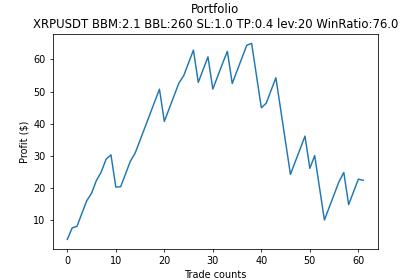 Portfolio
XRPUSDT BBM:2.1 BBL:260 SL:1.0 TP:0.4 lev:20 WinRatio:76.0
Profit ($)
60
50
40
30
20
10
0 10 20 30 40 50 60
Trade counts